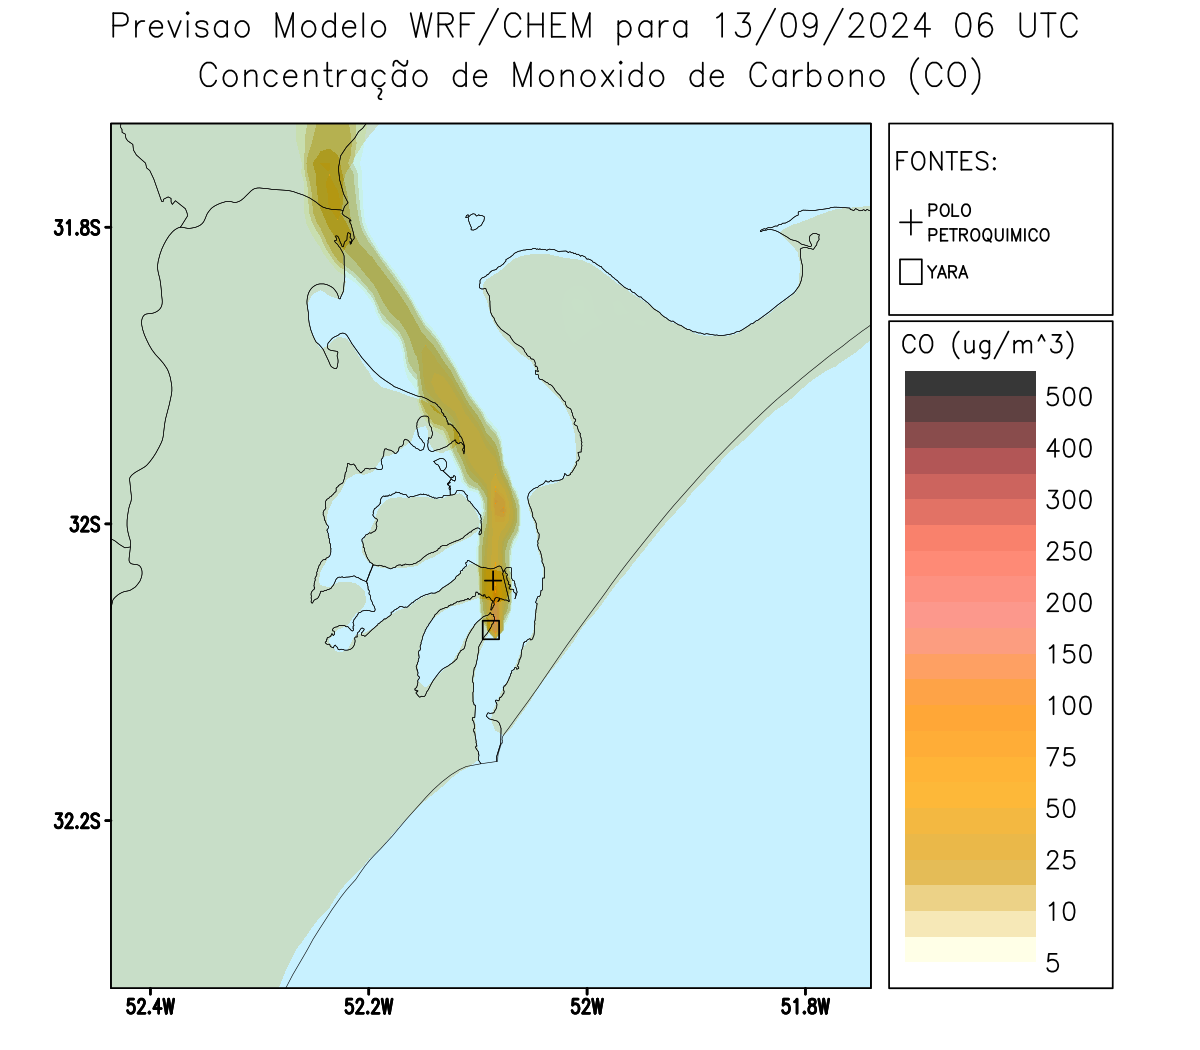 Previsao Modelo WRF/CHEM para 13/09/2024 06 UTC
Concentração de Monoxido de Carbono (CO)
FONTES:
POLO
PETROQUIMICO
YARA
CO (ug/m^3)
500
400
300
250
200
150
100
75
50
25
10
5
31.8S
32S
32.2S
52.4W
52.2W
52W
51.8W